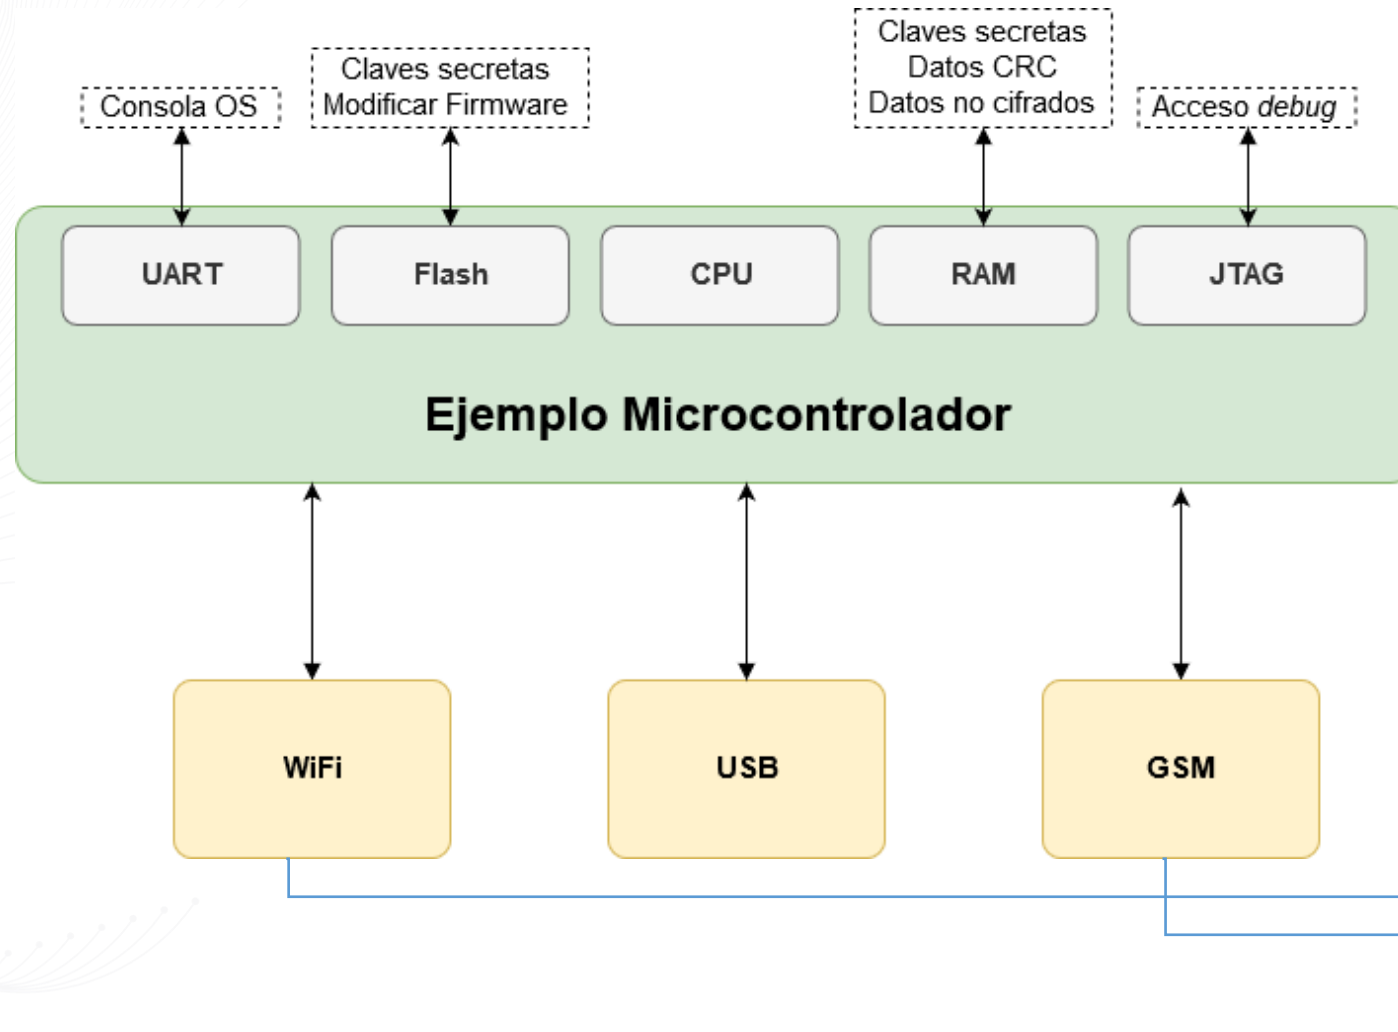 Consola OS
Claves secretas
Modificar Firmware
Claves secretas
Datos CRC
Datos no cifrados
Acceso debug
UART
Flash
CPU
RAM
JTAG
Ejemplo Microcontrolador
WiFi
USB
GSM